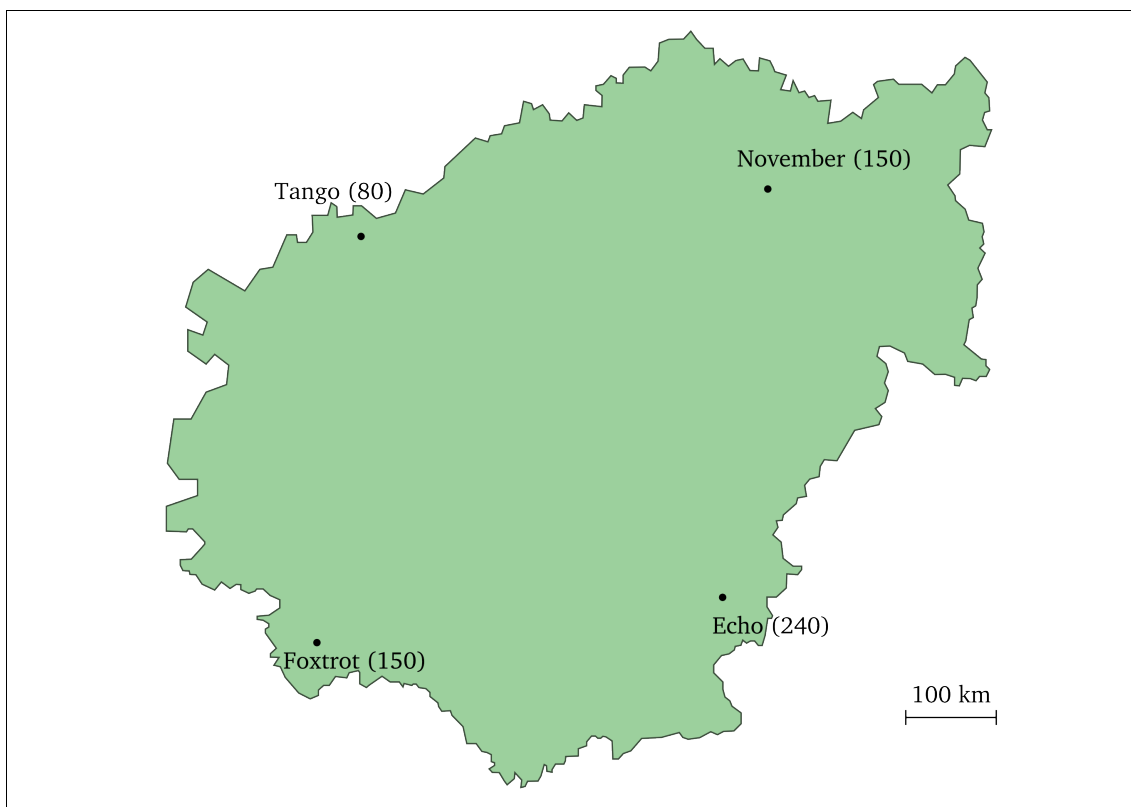 November (150)
Tango (80)
Echo (240)
Foxtrot (150)
100 km